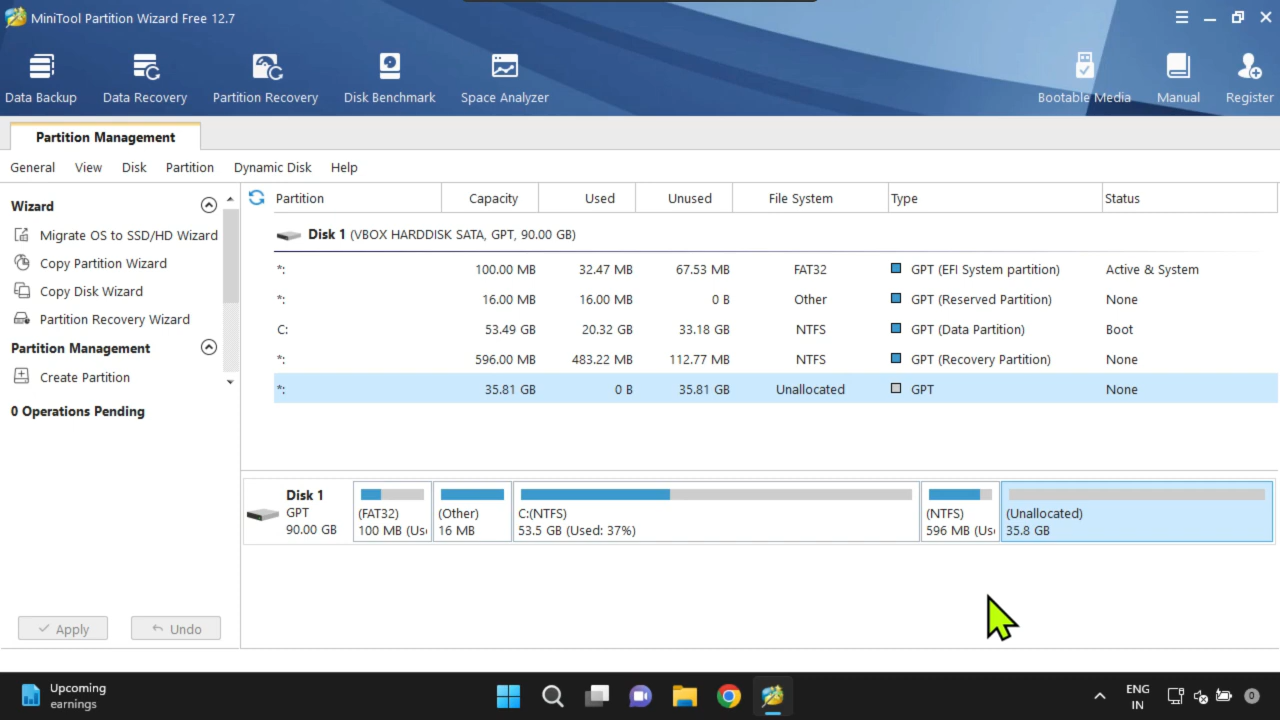 MiniTool Partition Wizard Free 12.7
Data Backup
Data Recovery
Partition Recovery
Disk Benchmark
Space Analyzer
Bootable Media
Manual
Register
Partition Management
General View Disk Partition Dynamic Disk Help
Wizard
Migrate OS to SSD/HD Wizard
Copy Partition Wizard
Copy Disk Wizard
Partition Recovery Wizard
Partition Management
Create Partition
0 Operations Pending
Apply
Undo
Partition Capacity Used Unused File System Type Status
Disk 1 (VBOX HARDDISK SATA, GPT, 90.00 GB)
*: 100.00 MB 32.47 MB 67.53 MB FAT32 GPT (EFI System partition) Active & System
*: 16.00 MB 16.00 MB 0 B Other GPT (Reserved Partition) None
C: 53.49 GB 20.32 GB 33.18 GB NTFS GPT (Data Partition) Boot
*: 596.00 MB 483.22 MB 112.77 MB NTFS GPT (Recovery Partition) None
*: 35.81 GB 0 B 35.81 GB Unallocated GPT None
Disk 1
GPT
90.00 GB
(FAT32)
100 MB (Us
(Other)
16 MB
C:(NTFS)
53.5 GB (Used: 37%)
(NTFS)
596 MB (Us
(Unallocated)
35.8 GB
Upcoming
earnings
ENG
IN
0